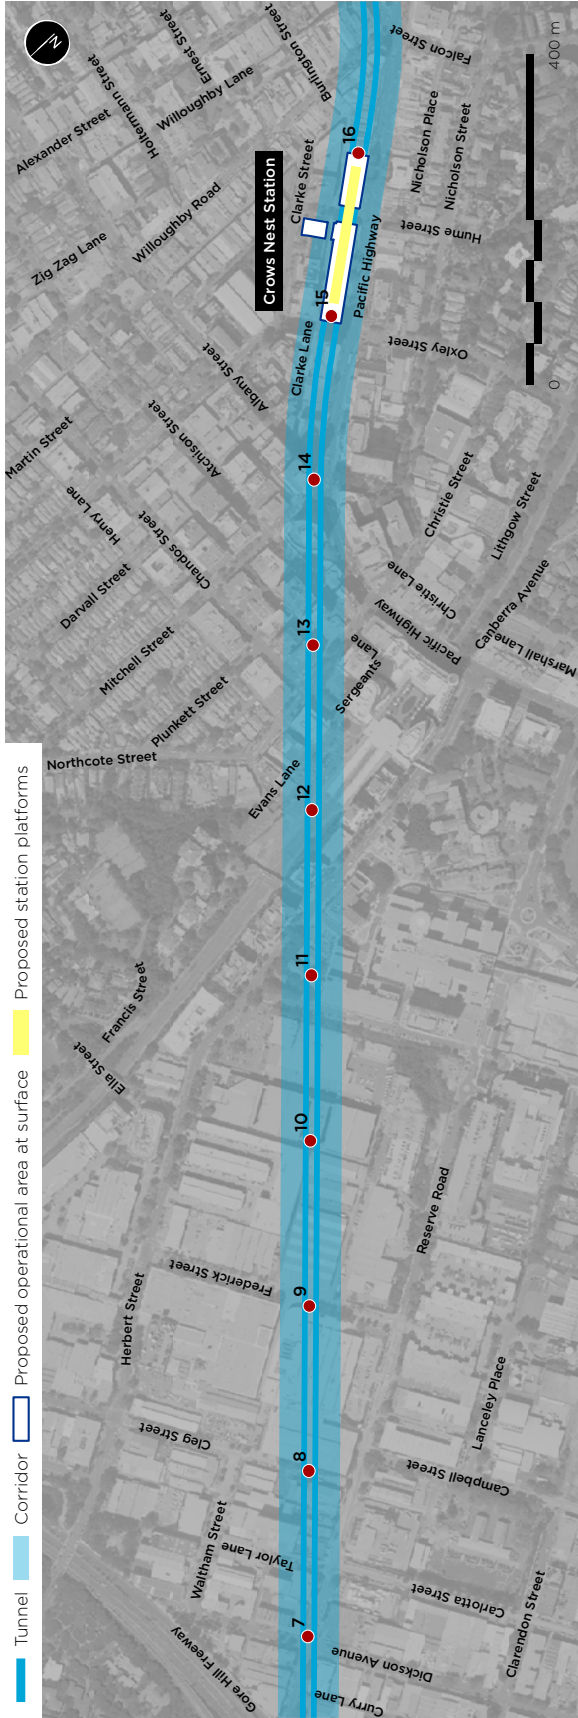 Tunnel
Corridor
Proposed operational area at surface
Proposed station platforms
N
Gore Hill Freeway
Curry Lane
Dickson Avenue
Waltham Street
Taylor Lane
Carlotta Street
Clarendon Street
7
Cleg Street
8
Campbell Street
Lanceley Place
Herbert Street
Frederick Street
9
Reserve Road
10
Ella Street
Francis Street
11
Northcote Street
Evans Lane
12
Plunkett Street
Mitchell Street
Darvall Street
Henry Lane
Martin Street
Chandos Street
Atchison Street
Albany Street
13
Sergeants
Lane
Pacific Highway
Christie Lane
Canberra Avenue
Marshall Lane
Lithgow Street
Christie Street
14
Clarke Lane
15
Oxley Street
Crows Nest Station
Zig Zag Lane
Willoughby Road
Alexander Street
Holtermann Street
Ernest Street
Willoughby Lane
Burlington Street
Clarke Street
Pacific Highway
16
Hume Street
Nicholson Place
Nicholson Street
Falcon Street
0
400 m